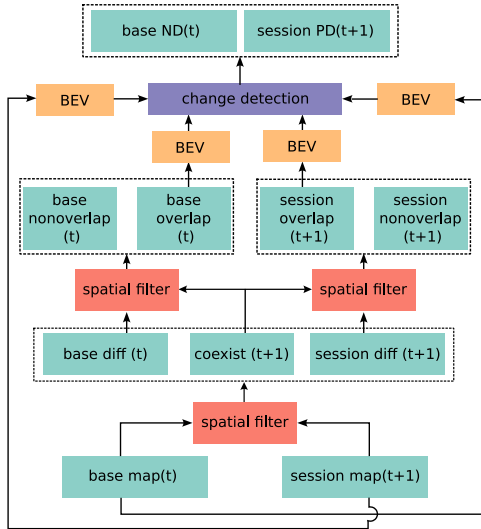 base ND(t)
session PD(t+1)
BEV
change detection
BEV
BEV
BEV
base
nonoverlap
(t)
base
overlap
(t)
session
overlap
(t+1)
session
nonoverlap
(t+1)
spatial filter
spatial filter
base diff (t)
coexist (t+1)
session diff (t+1)
spatial filter
base map(t)
session map(t+1)